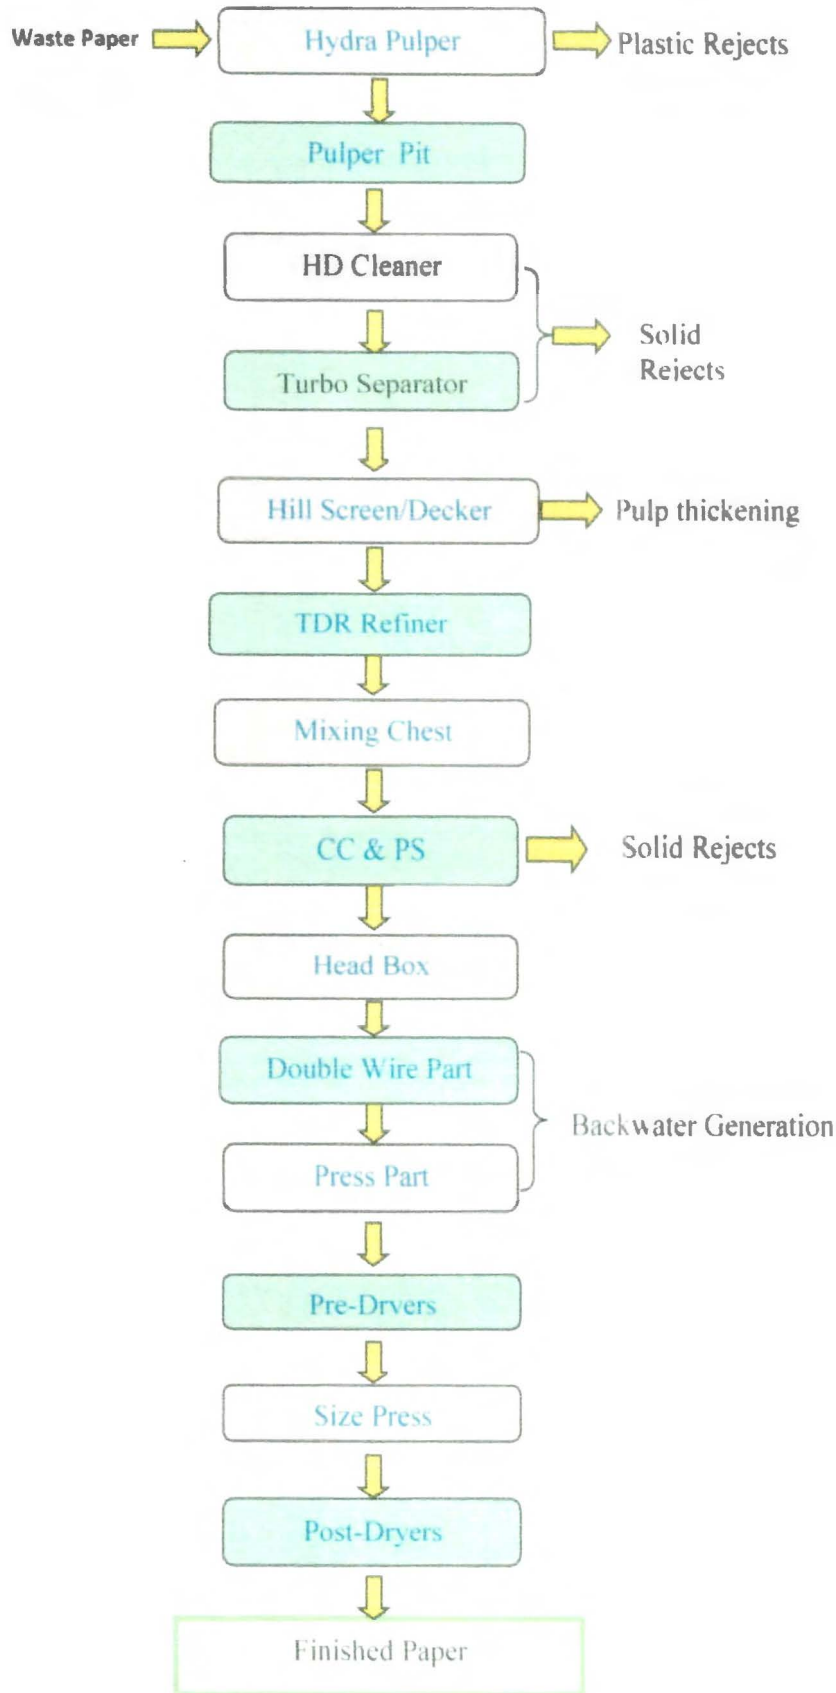 Waste Paper
Hydra Pulper
Plastic Rejects
Pulper Pit
HD Cleaner
Turbo Separator
Solid
Rejects
Hill Screen/Decker
Pulp thickening
TDR Refiner
Mixing Chest
CC & PS
Solid Rejects
Head Box
Double Wire Part
Backwater Generation
Press Part
Pre-Dryers
Size Press
Post-Dryers
Finished Paper